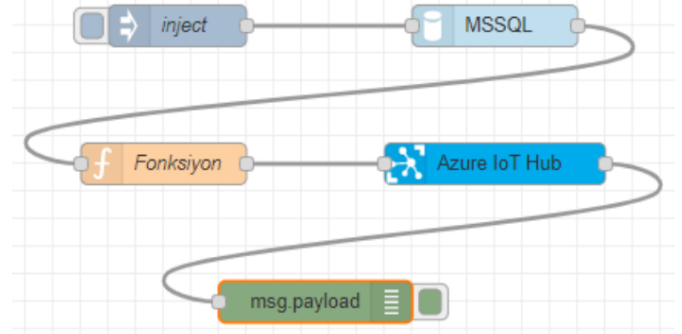 inject
MSSQL
Fonksiyon
Azure IoT Hub
msg.payload